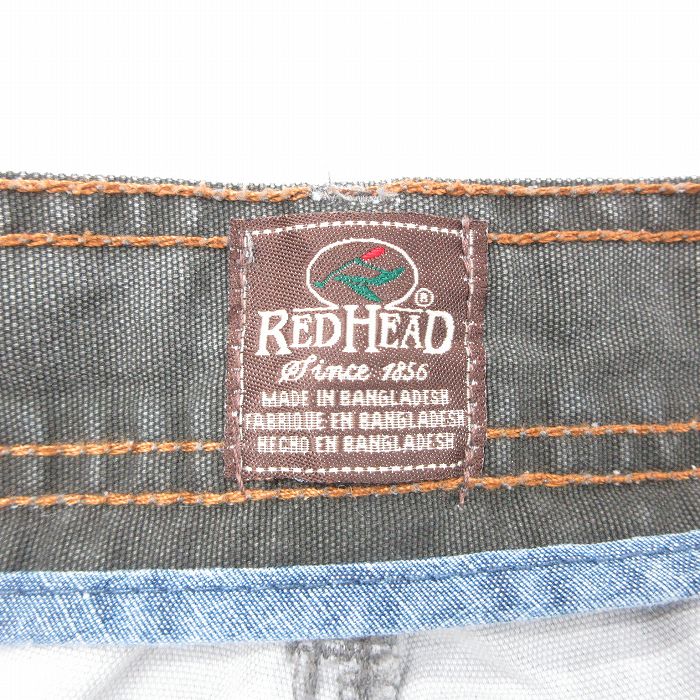 ®
REDHEAD
Since 1856
MADE IN BANGLADESH
FABRIQUE EN BANGLADESH
HECHO EN BANGLADESH